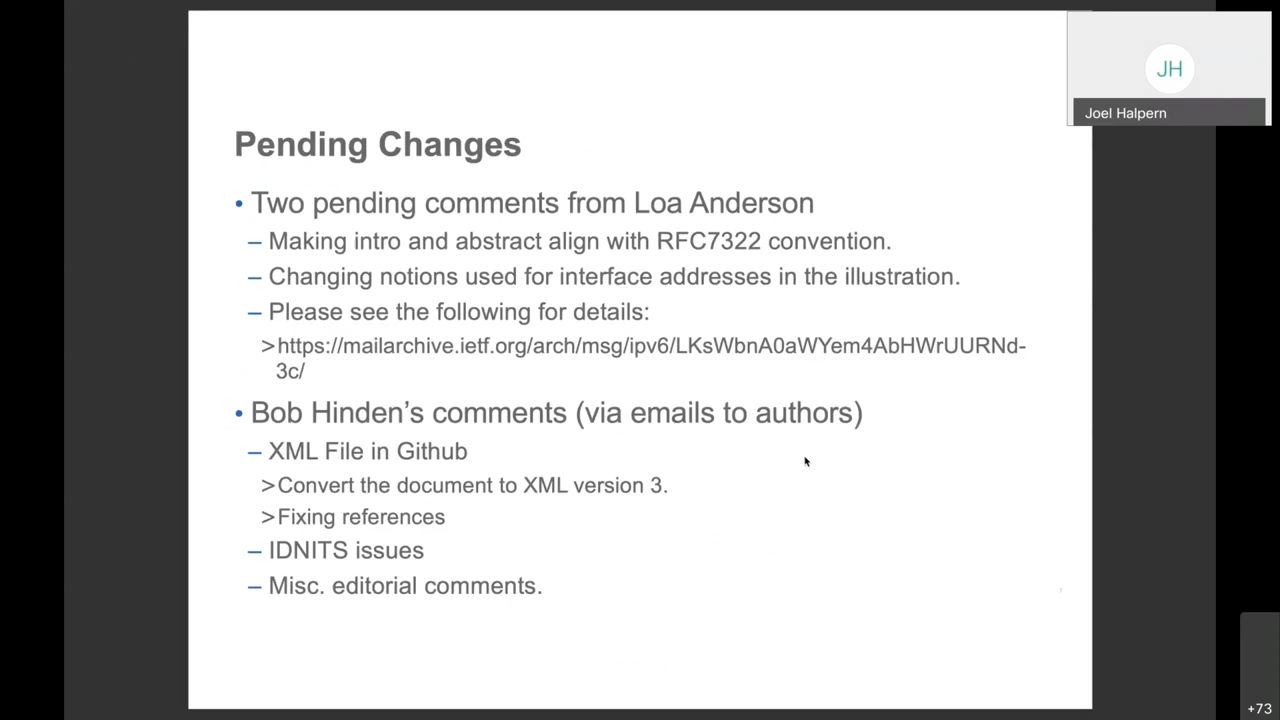 JH
Joel Halpern
Pending Changes
• Two pending comments from Loa Anderson
– Making intro and abstract align with RFC7322 convention.
– Changing notions used for interface addresses in the illustration.
– Please see the following for details:
>https://mailarchive.ietf.org/arch/msg/ipv6/LKsWbnA0aWYem4AbHWrUURNd-
3c/
• Bob Hinden’s comments (via emails to authors)
– XML File in Github
>Convert the document to XML version 3.
>Fixing references
– IDNITS issues
– Misc. editorial comments.
+73